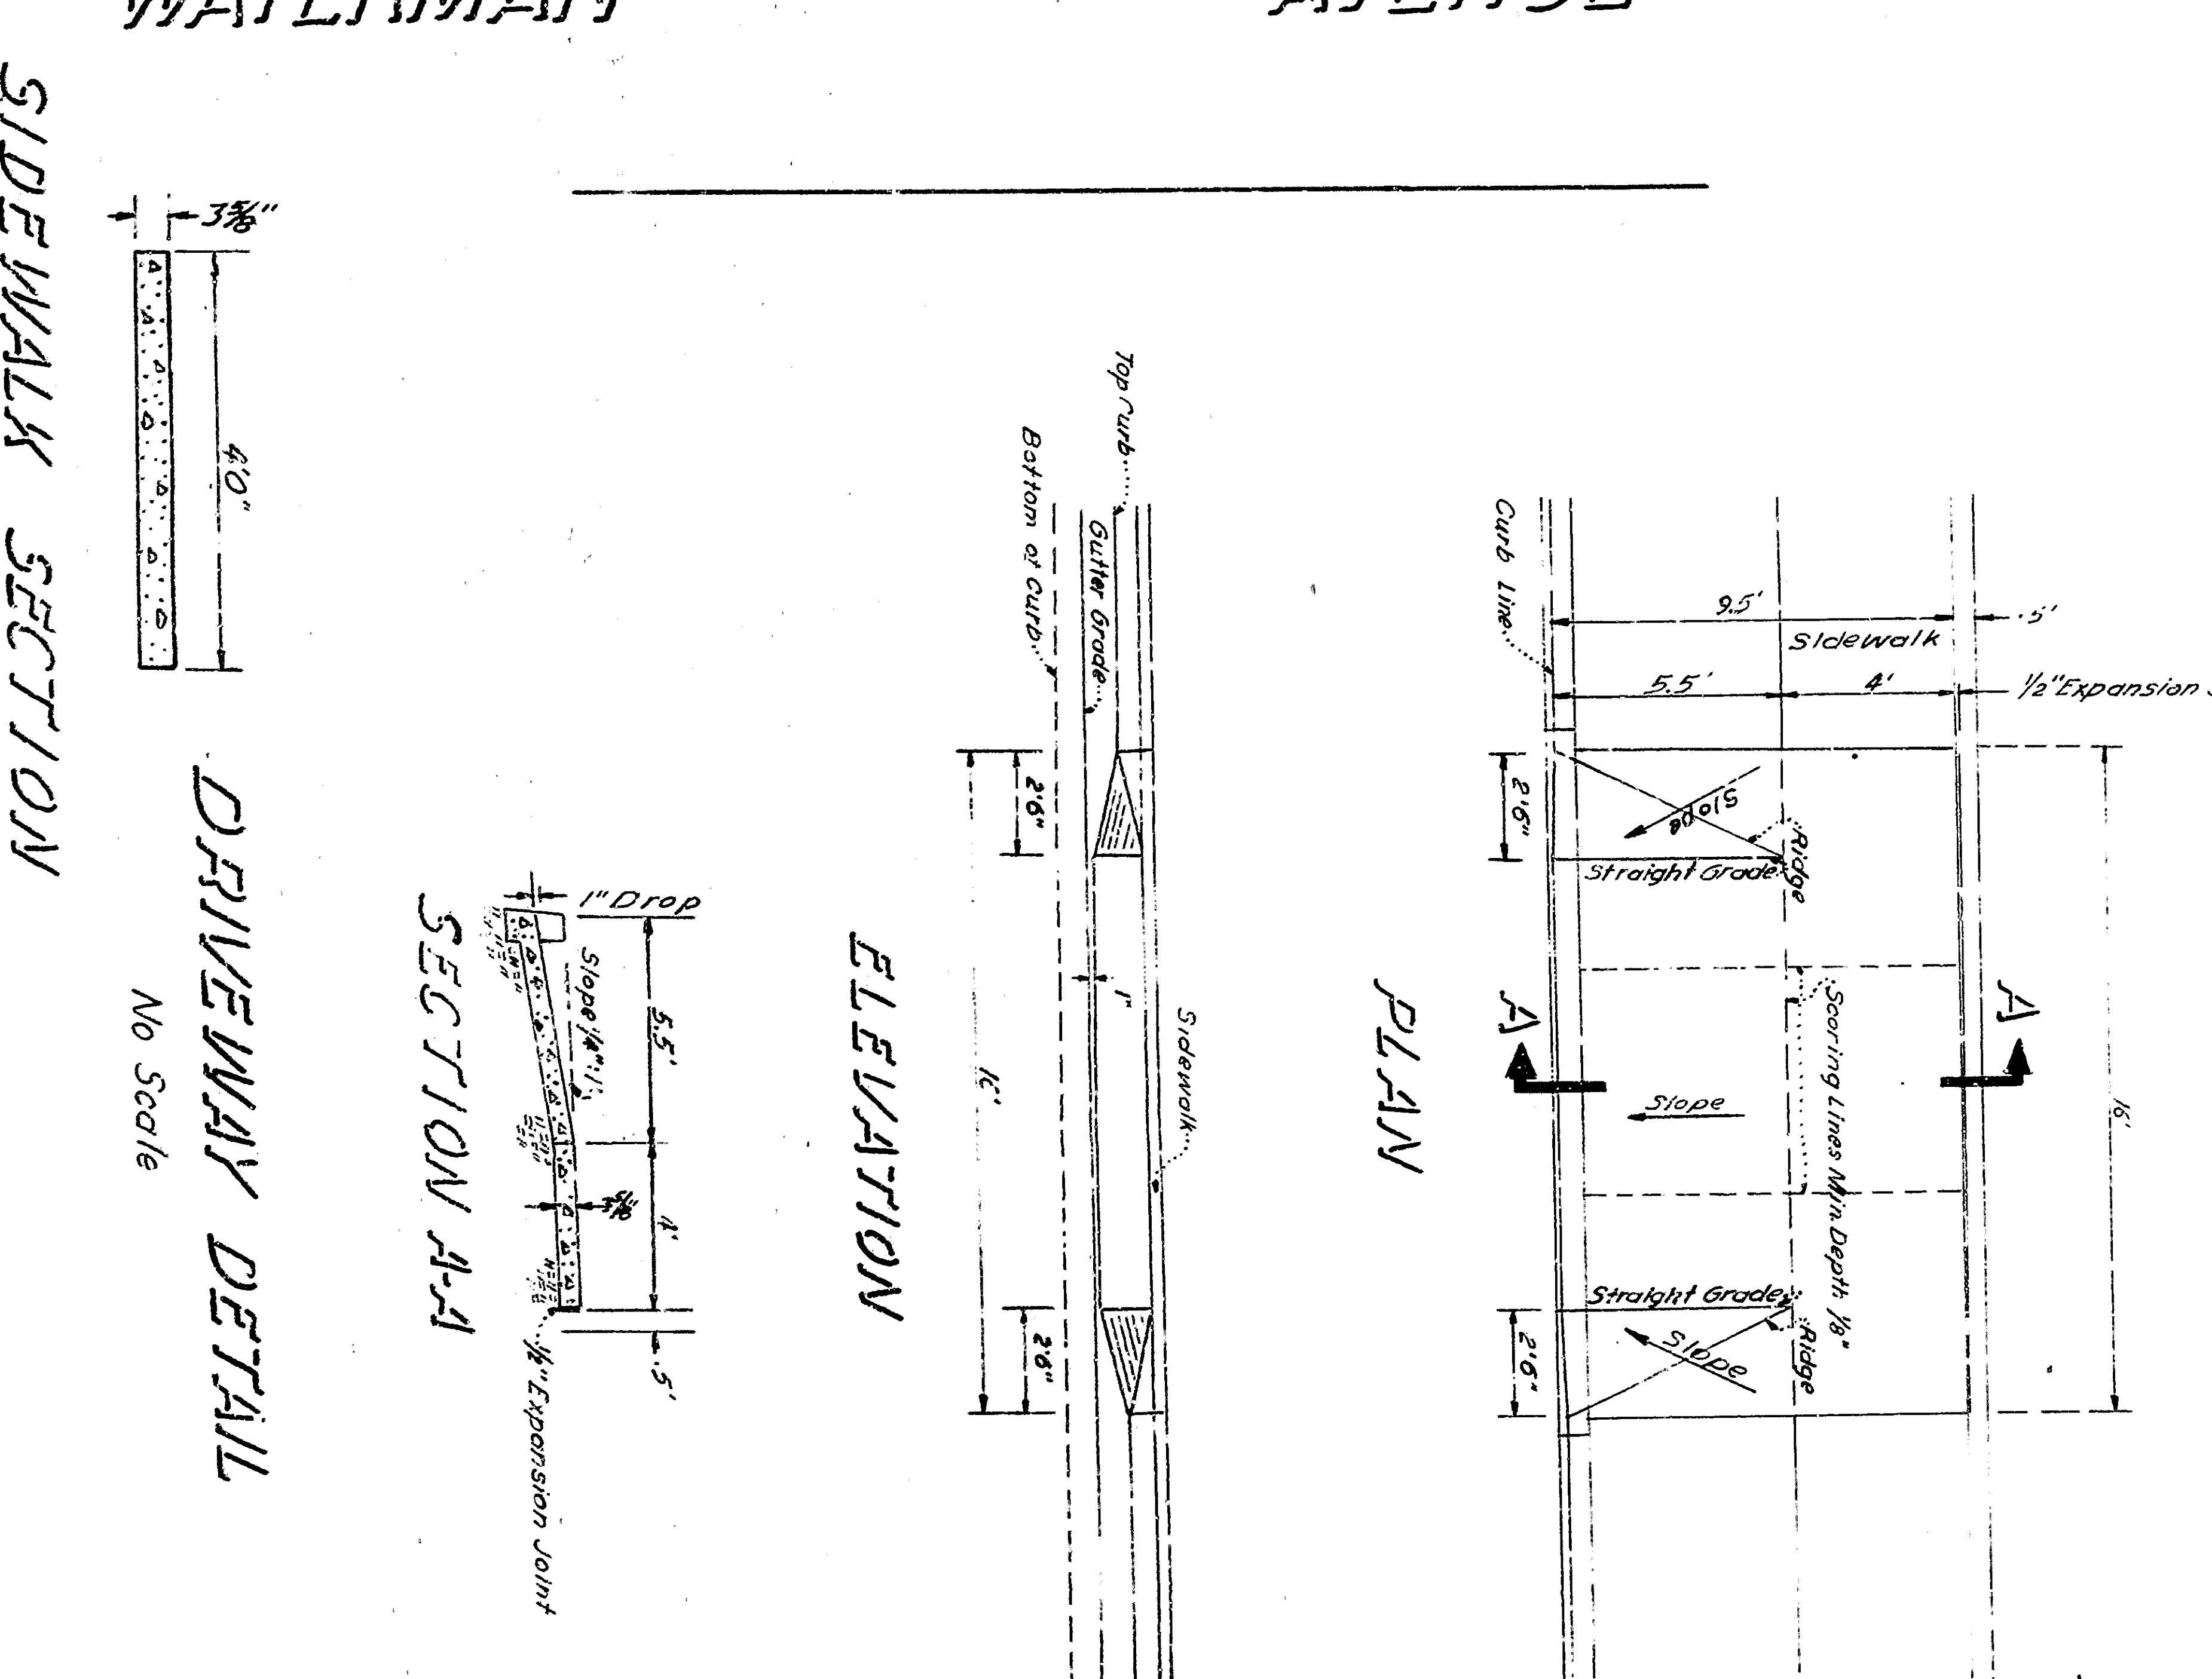 WATERMAN
SIDEWALK SECTION
3 5/8"
4'0"
DRIVEWAY DETAIL
No Scale
SECTION A-A
1" Drop
Slope 1/4":1'
5.5'
4'
.5'
1/2" Expansion Joint
ELEVATION
Top Curb
Bottom of Curb
Gutter Grade
2'6"
1"
16'
Sidewalk
2'6"
PLAN
Curb Line
9.5'
.5'
Sidewalk
5.5'
4'
1/2" Expansion
2'6"
Slope
Ridge
Straight Grade
A
A
Scoring Lines Min. Depth 1/8"
Slope
16'
Straight Grade
Ridge
Slope
2'6"